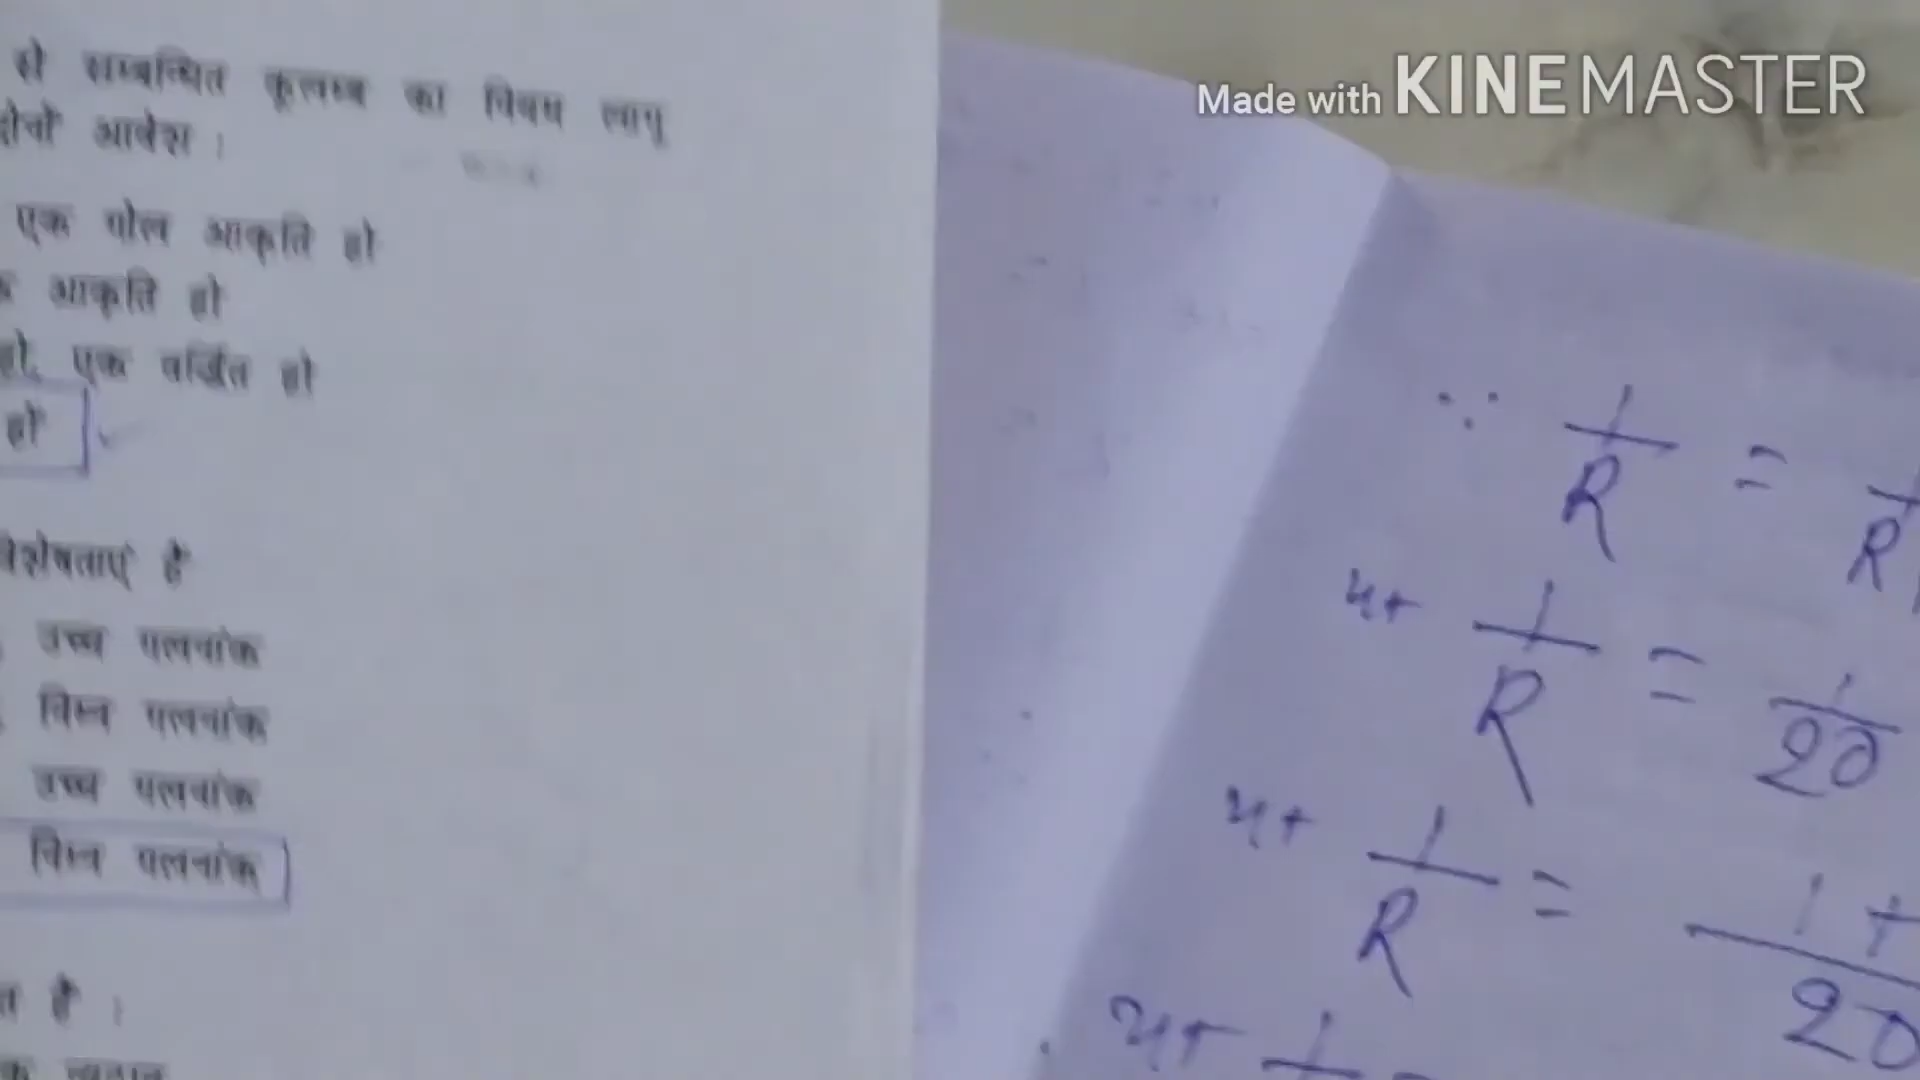 से सम्बन्धित कूलम्ब का नियम लागू
दोनों आवेश :
एक गोल आकृति हो
आकृति हो
हो, एक वर्जित हो
हों
विशेषताएं हैं
उच्च गलनांक
निम्न गलनांक
उच्च गलनांक
निम्न गलनांक
है :
Made with KINEMASTER
∵ 1/R = 1/R
या 1/R = 1/20
या 1/R = 1+/20
या